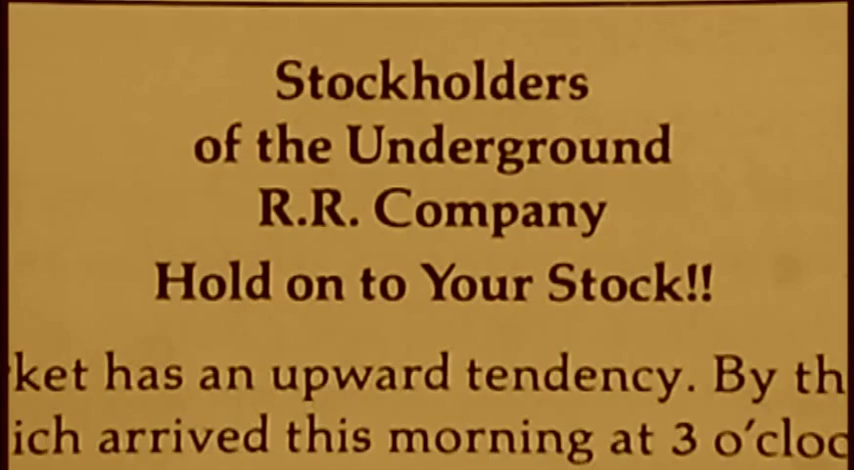 Stockholders
of the Underground
R.R. Company
Hold on to Your Stock!!
ket has an upward tendency. By th
ich arrived this morning at 3 o'cloc